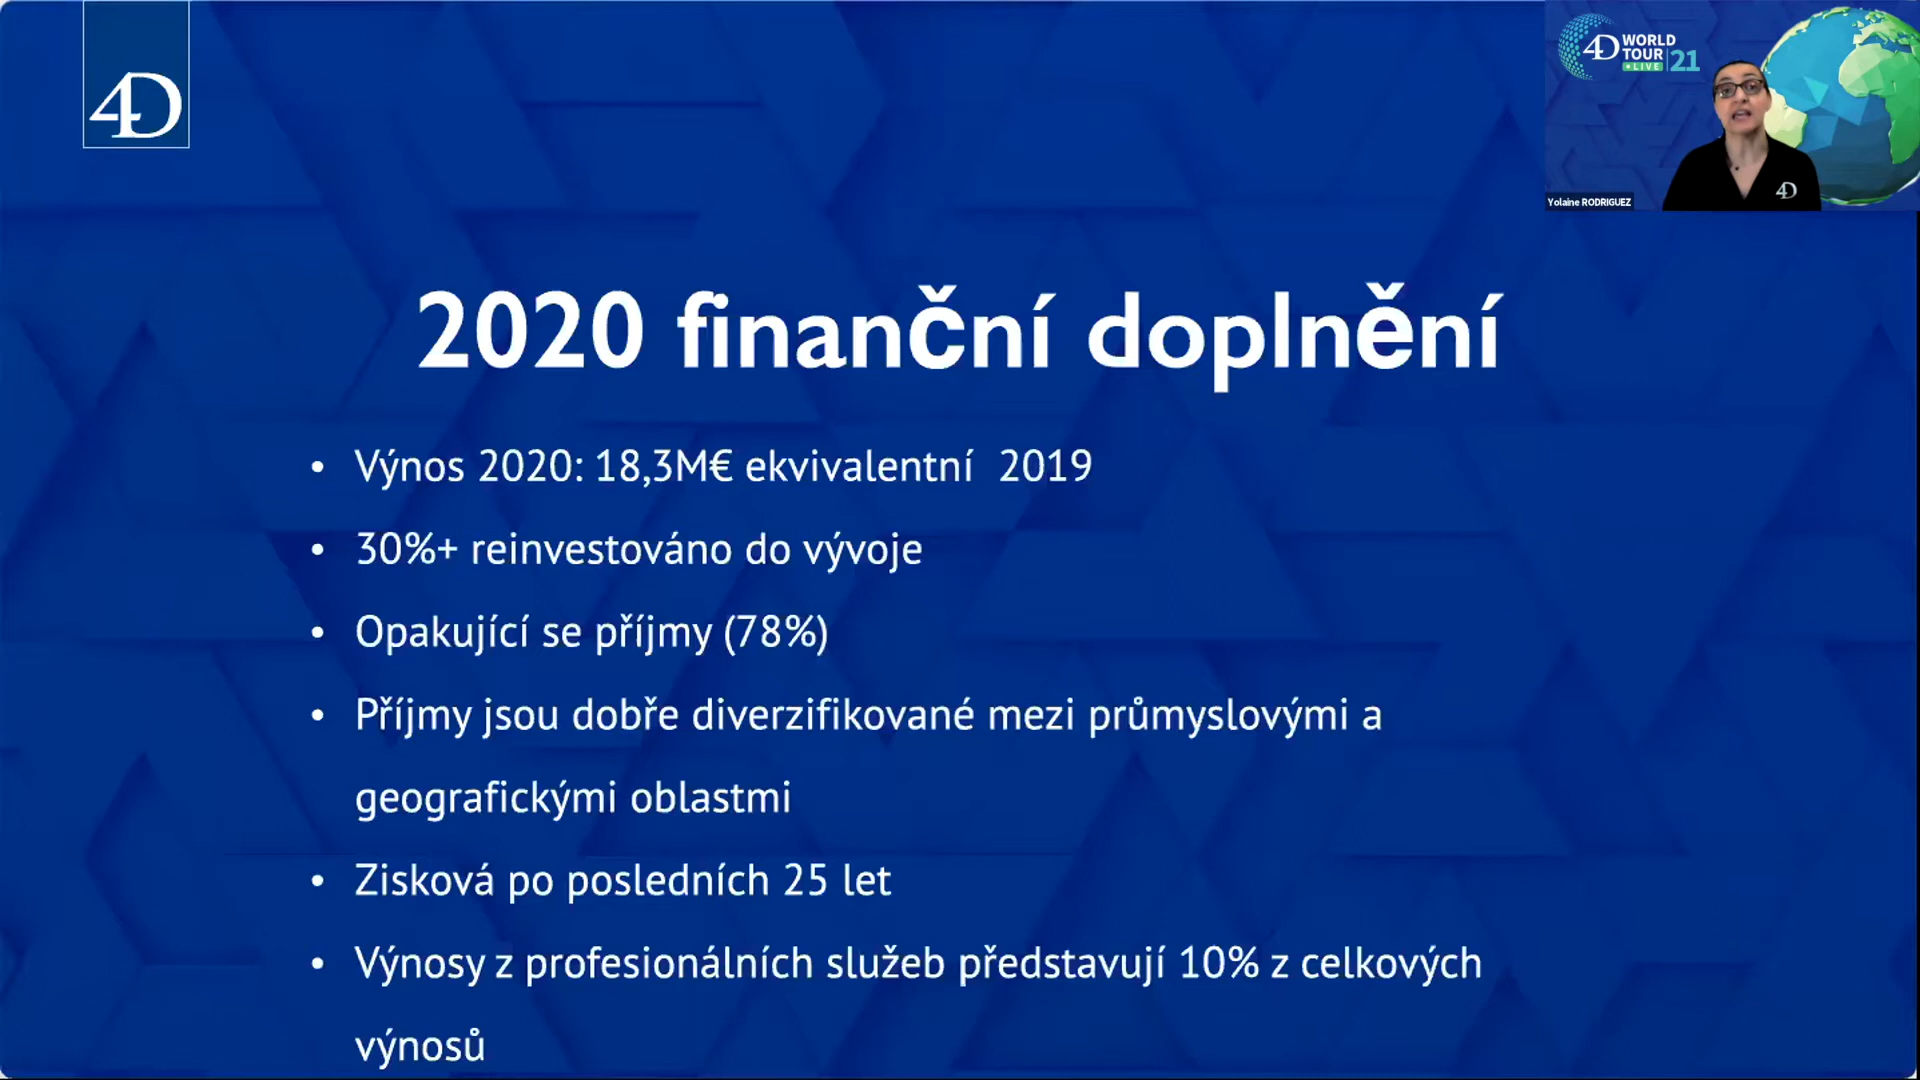 4D
4D WORLD
TOUR
• LIVE 21
4D
Yolaine RODRIGUEZ
2020 finanční doplnění
• Výnos 2020: 18,3M€ ekvivalentní 2019
• 30%+ reinvestováno do vývoje
• Opakující se příjmy (78%)
• Příjmy jsou dobře diverzifikované mezi průmyslovými a
geografickými oblastmi
• Zisková po posledních 25 let
• Výnosy z profesionálních služeb představují 10% z celkových
výnosů